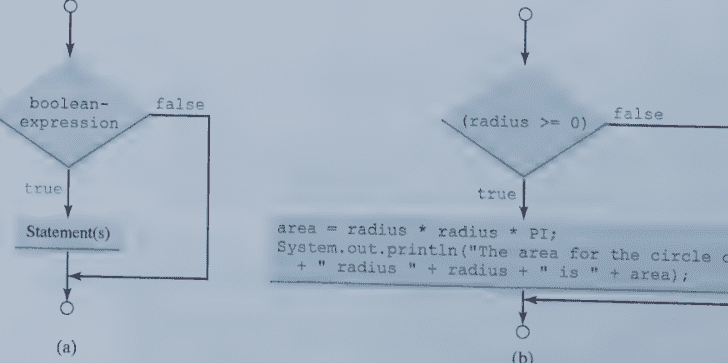 boolean-
expression
false
true
Statement(s)
(a)
(radius >= 0)
false
true
area = radius * radius * PI;
System.out.println("The area for the circle
+ " radius " + radius + " is " + area);
(b)